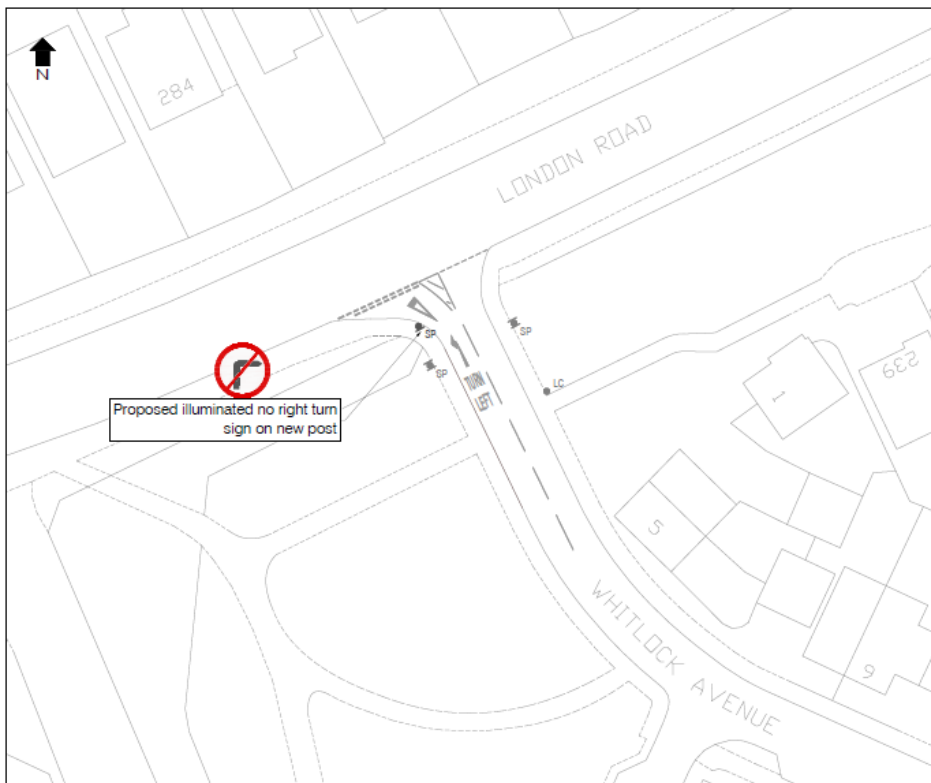 N
284
LONDON ROAD
SP
SP
SP
LC
TURN
LEFT
Proposed illuminated no right turn
sign on new post
1
239
5
WHITLOCK AVENUE
9